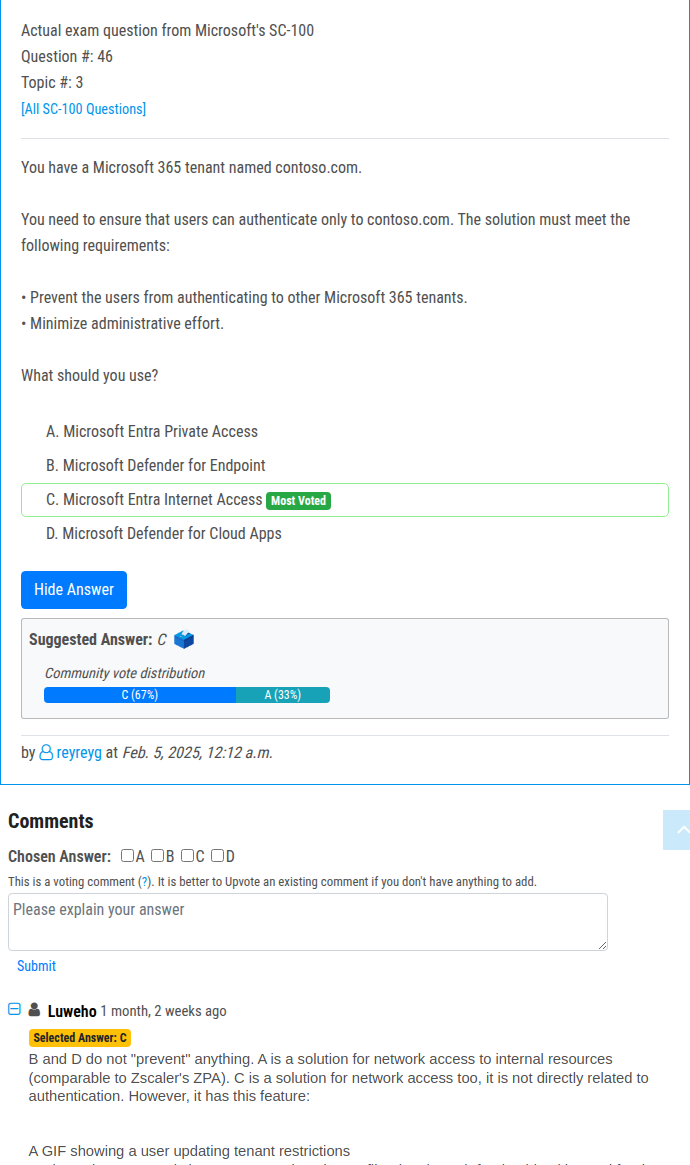 Actual exam question from Microsoft's SC-100
Question #: 46
Topic #: 3
[All SC-100 Questions]
You have a Microsoft 365 tenant named contoso.com.
You need to ensure that users can authenticate only to contoso.com. The solution must meet the
following requirements:
• Prevent the users from authenticating to other Microsoft 365 tenants.
• Minimize administrative effort.
What should you use?
A. Microsoft Entra Private Access
B. Microsoft Defender for Endpoint
C. Microsoft Entra Internet Access Most Voted
D. Microsoft Defender for Cloud Apps
Hide Answer
Suggested Answer: C
Community vote distribution
C (67%) A (33%)
by reyreyg at Feb. 5, 2025, 12:12 a.m.
Comments
Chosen Answer: A B C D
This is a voting comment (?). It is better to Upvote an existing comment if you don't have anything to add.
Please explain your answer
Submit
Luweho 1 month, 2 weeks ago
Selected Answer: C
B and D do not "prevent" anything. A is a solution for network access to internal resources
(comparable to Zscaler's ZPA). C is a solution for network access too, it is not directly related to
authentication. However, it has this feature:
A GIF showing a user updating tenant restrictions